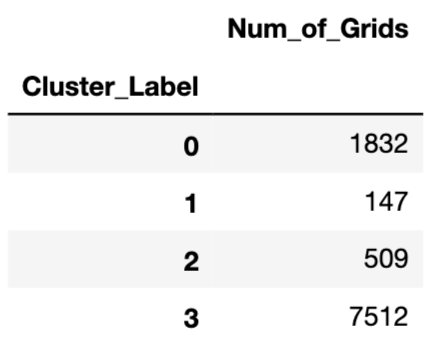 Num_of_Grids
Cluster_Label
0 1832
1 147
2 509
3 7512